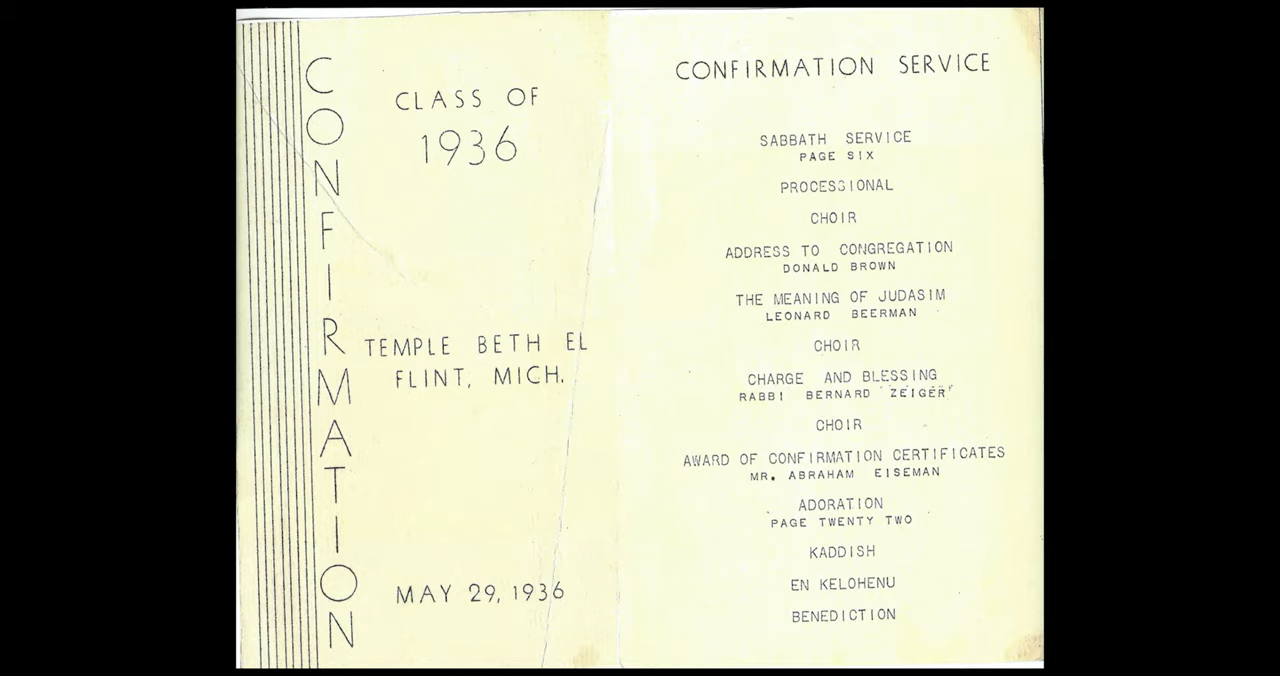 CONFIRMATION
CLASS OF
1936
TEMPLE BETH EL
FLINT, MICH.
MAY 29, 1936
CONFIRMATION SERVICE
SABBATH SERVICE
PAGE SIX
PROCESSIONAL
CHOIR
ADDRESS TO CONGREGATION
DONALD BROWN
THE MEANING OF JUDASIM
LEONARD BEERMAN
CHOIR
CHARGE AND BLESSING
RABBI BERNARD ZEIGER
CHOIR
AWARD OF CONFIRMATION CERTIFICATES
MR. ABRAHAM EISEMAN
ADORATION
PAGE TWENTY TWO
KADDISH
EN KELOHENU
BENEDICTION